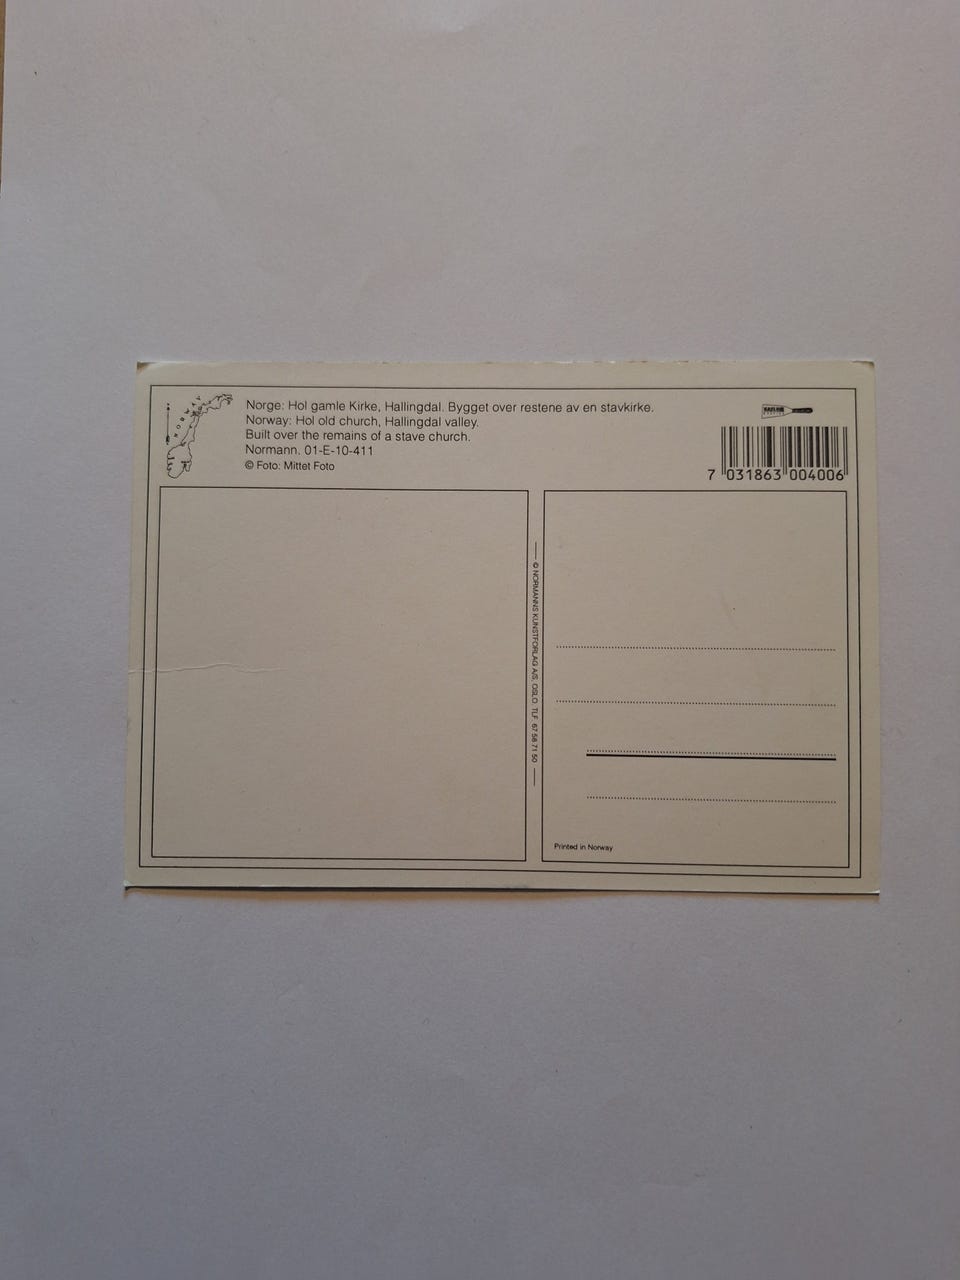 NORWAY
Norge: Hol gamle Kirke, Hallingdal. Bygget over restene av en stavkirke.
Norway: Hol old church, Hallingdal valley.
Built over the remains of a stave church.
Normann. 01-E-10-411
© Foto: Mittet Foto
7 031863 004006
© NORMANNS KUNSTFORLAG A/S. OSLO. TLF. 67 58 71 50
Printed in Norway